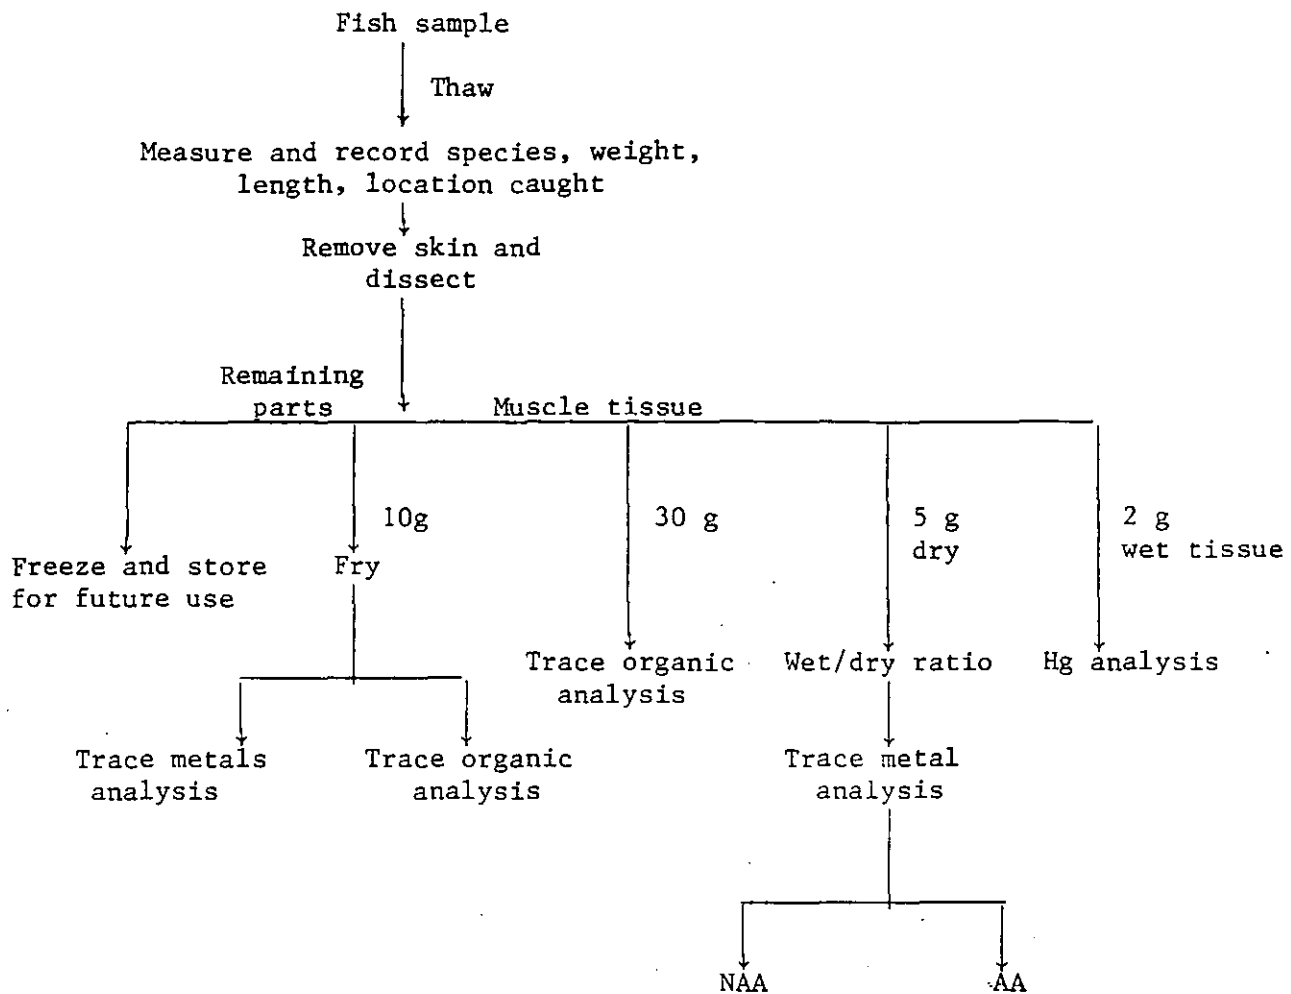 Fish sample
Thaw
Measure and record species, weight,
length, location caught
Remove skin and
dissect
Remaining
parts
Muscle tissue
10g
30 g
5 g
dry
2 g
wet tissue
Freeze and store
for future use
Fry
Trace organic
analysis
Wet/dry ratio
Hg analysis
Trace metals
analysis
Trace organic
analysis
Trace metal
analysis
NAA
AA